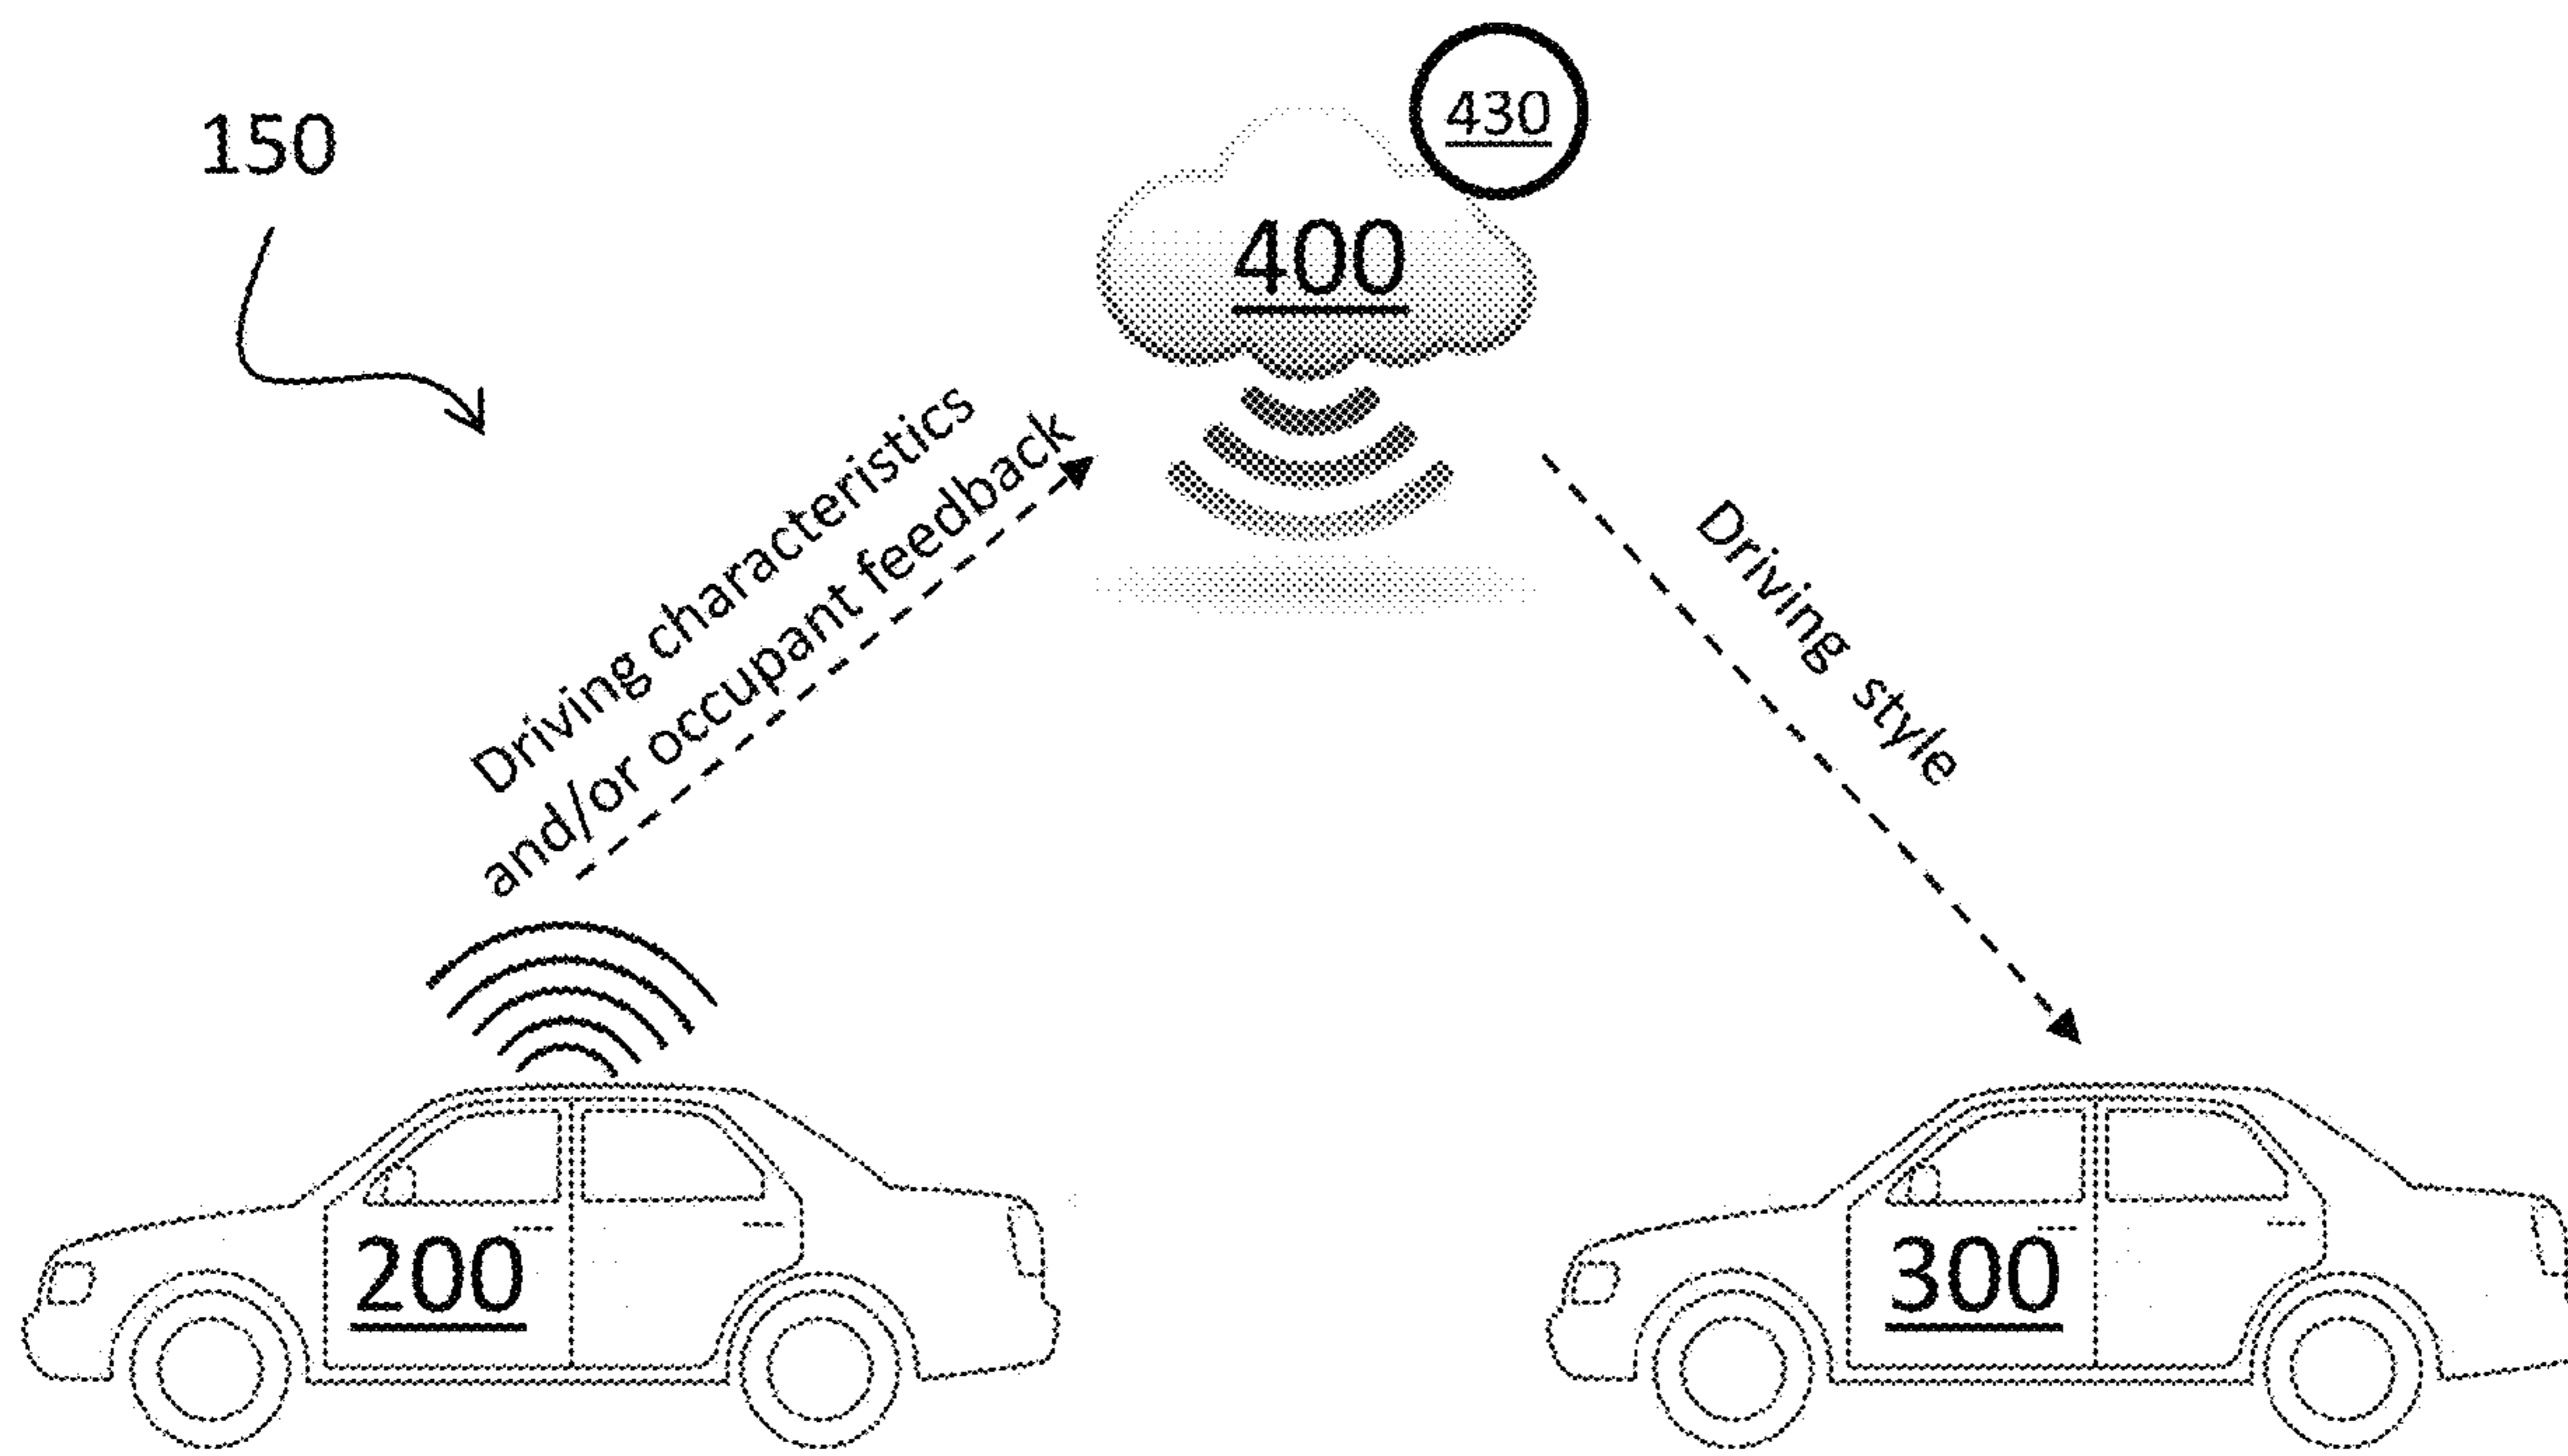 430
150
400
Driving characteristics
and/or occupant feedback
Driving style
200
300